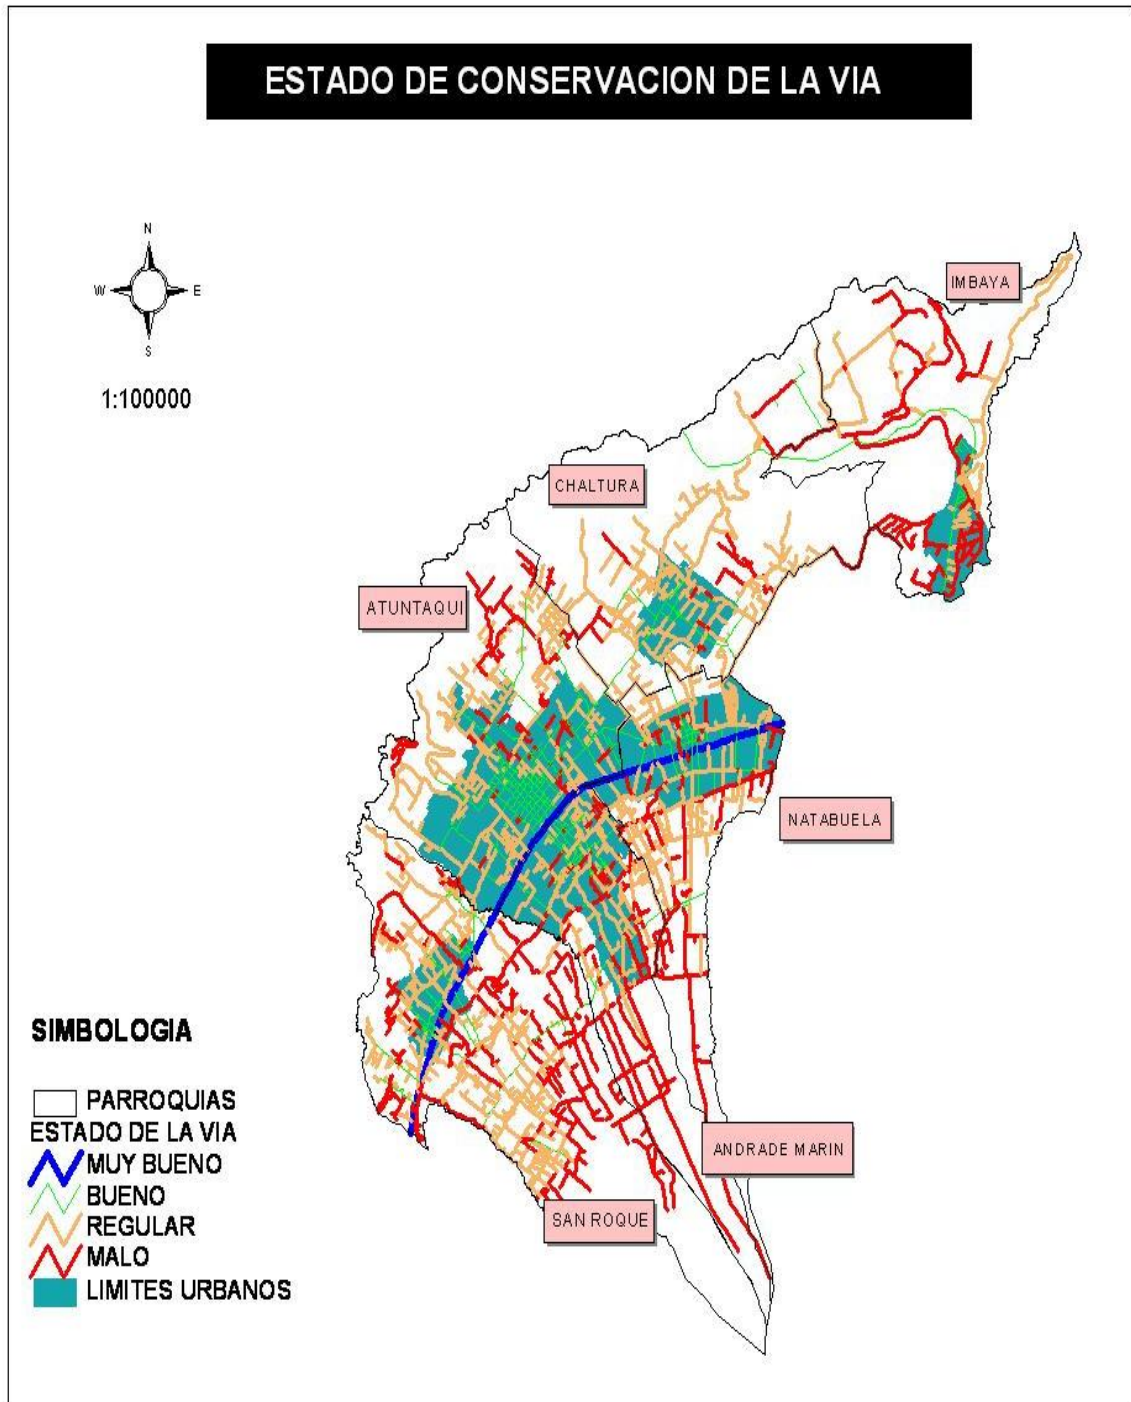 ESTADO DE CONSERVACION DE LA VIA
N
W E
S
1:100000
IMBAYA
CHALTURA
ATUNTAQUI
NATABUELA
ANDRADE MARIN
SAN ROQUE
SIMBOLOGIA
PARROQUIAS
ESTADO DE LA VIA
MUY BUENO
BUENO
REGULAR
MALO
LIMITES URBANOS